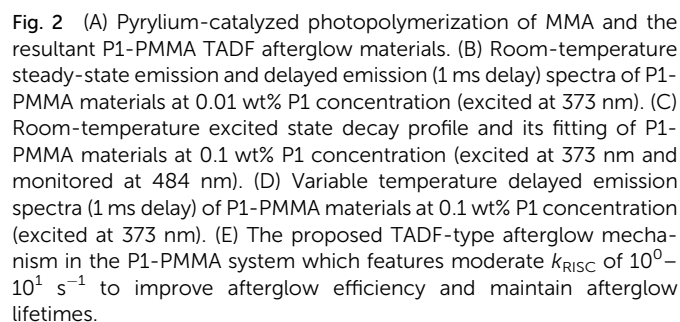 Fig. 2 (A) Pyrylium-catalyzed photopolymerization of MMA and the
resultant P1-PMMA TADF afterglow materials. (B) Room-temperature
steady-state emission and delayed emission (1 ms delay) spectra of P1-
PMMA materials at 0.01 wt% P1 concentration (excited at 373 nm). (C)
Room-temperature excited state decay profile and its fitting of P1-
PMMA materials at 0.1 wt% P1 concentration (excited at 373 nm and
monitored at 484 nm). (D) Variable temperature delayed emission
spectra (1 ms delay) of P1-PMMA materials at 0.1 wt% P1 concentration
(excited at 373 nm). (E) The proposed TADF-type afterglow mecha-
nism in the P1-PMMA system which features moderate k_RISC of 10⁰–
10¹ s⁻¹ to improve afterglow efficiency and maintain afterglow
lifetimes.